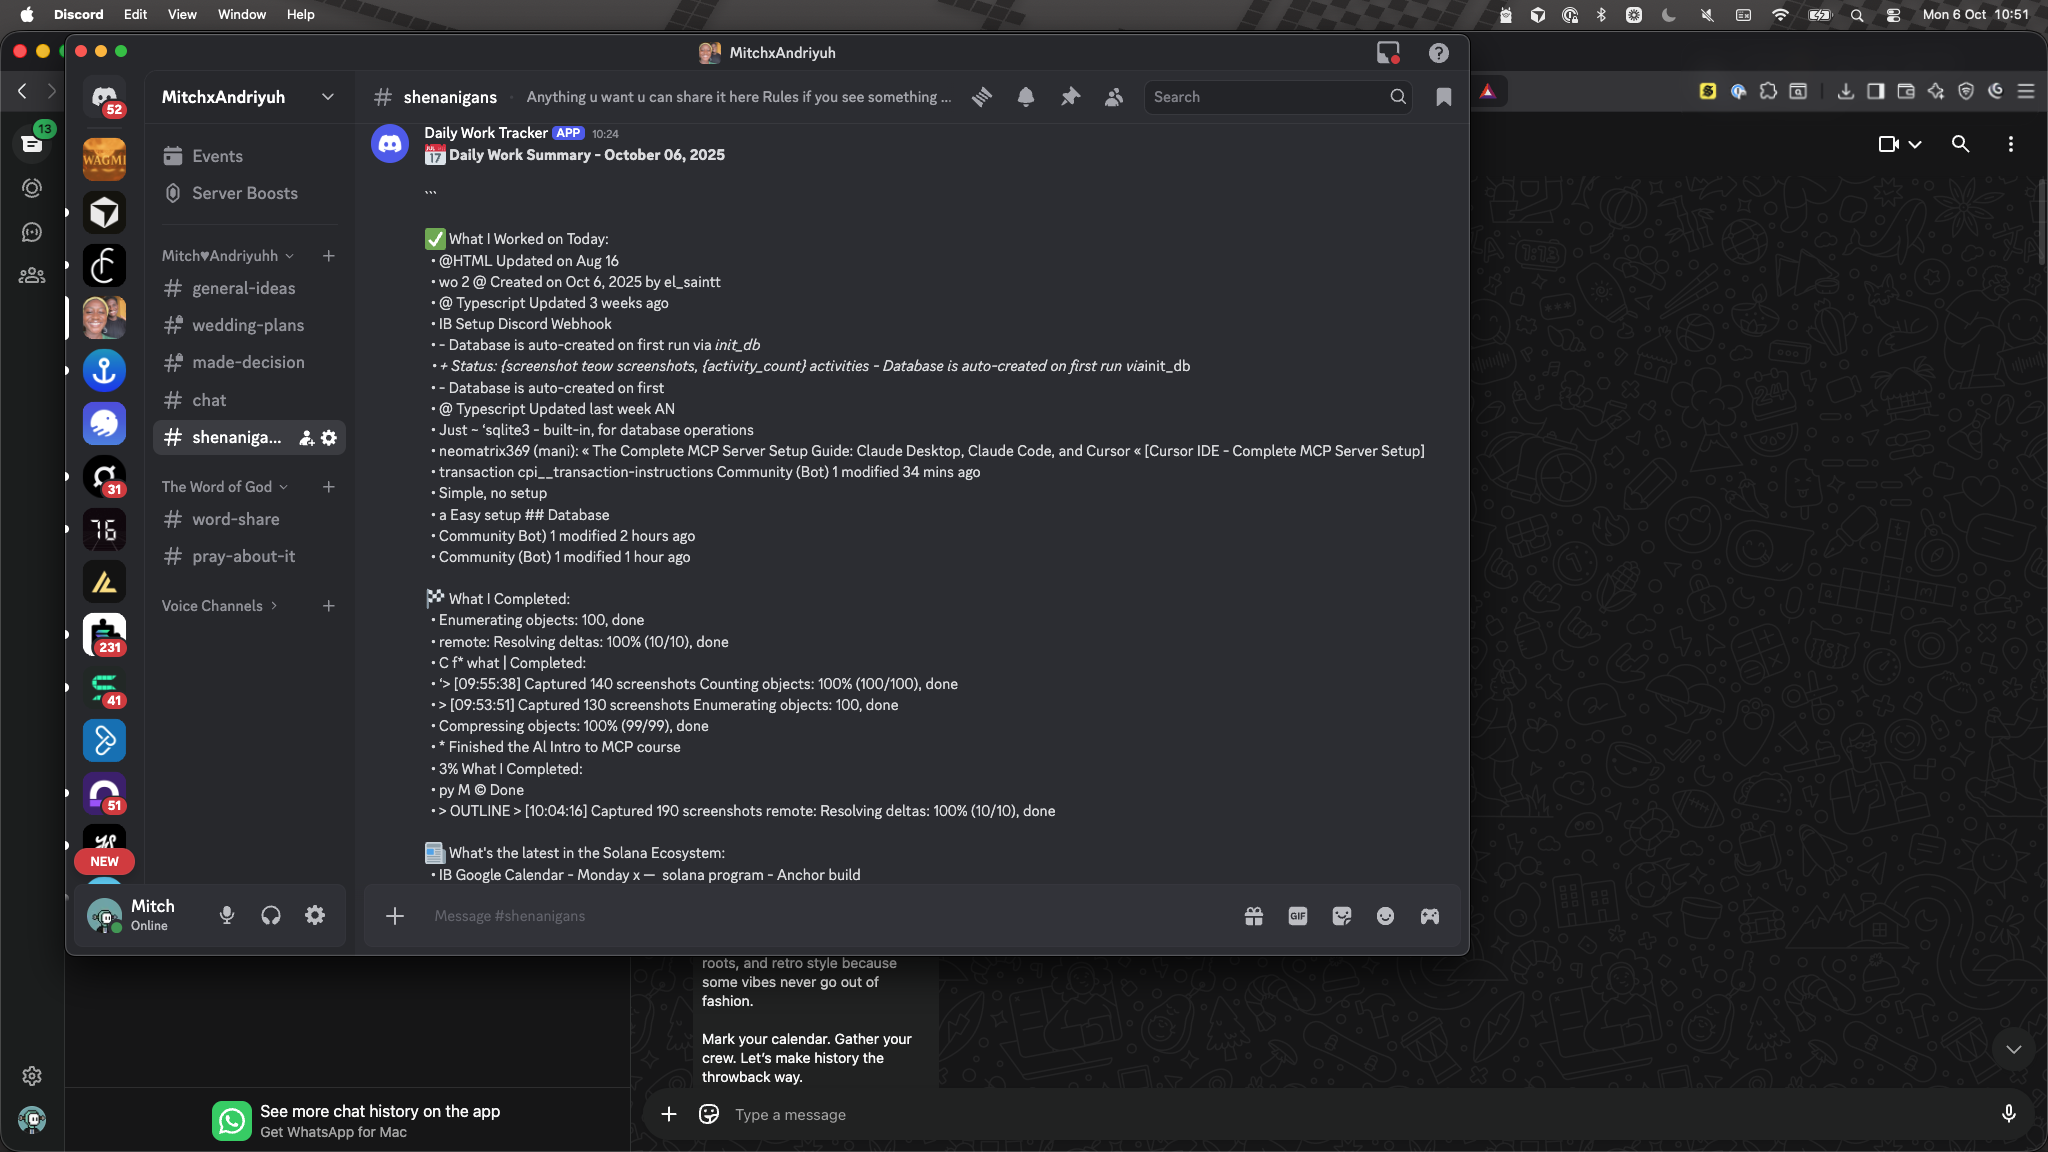 Discord
Edit
View
Window
Help
Mon 6 Oct 10:51
MitchxAndriyuh
13
52
WAGMI
31
76
231
41
51
NEW
MitchxAndriyuh
Events
Server Boosts
Mitch♥Andriyuhh
general-ideas
wedding-plans
made-decision
chat
shenaniga...
The Word of God
word-share
pray-about-it
Voice Channels
Mitch
Online
shenanigans
Anything u want u can share it here Rules if you see something ...
Search
Daily Work Tracker APP 10:24
JUL 17 Daily Work Summary - October 06, 2025
```
✅ What I Worked on Today:
• @HTML Updated on Aug 16
• wo 2 @ Created on Oct 6, 2025 by el_saintt
• @ Typescript Updated 3 weeks ago
• IB Setup Discord Webhook
• - Database is auto-created on first run via init_db
• + Status: {screenshot teow screenshots, {activity_count} activities - Database is auto-created on first run viainit_db
• - Database is auto-created on first
• @ Typescript Updated last week AN
• Just ~ ‘sqlite3 - built-in, for database operations
• neomatrix369 (mani): « The Complete MCP Server Setup Guide: Claude Desktop, Claude Code, and Cursor « [Cursor IDE - Complete MCP Server Setup]
• transaction cpi__transaction-instructions Community (Bot) 1 modified 34 mins ago
• Simple, no setup
• a Easy setup ## Database
• Community Bot) 1 modified 2 hours ago
• Community (Bot) 1 modified 1 hour ago
🏁 What I Completed:
• Enumerating objects: 100, done
• remote: Resolving deltas: 100% (10/10), done
• C f* what | Completed:
• ‘> [09:55:38] Captured 140 screenshots Counting objects: 100% (100/100), done
• > [09:53:51] Captured 130 screenshots Enumerating objects: 100, done
• Compressing objects: 100% (99/99), done
• * Finished the Al Intro to MCP course
• 3% What I Completed:
• py M © Done
• > OUTLINE > [10:04:16] Captured 190 screenshots remote: Resolving deltas: 100% (10/10), done
📰 What's the latest in the Solana Ecosystem:
• IB Google Calendar - Monday x — solana program - Anchor build
Message #shenanigans
GIF
roots, and retro style because
some vibes never go out of
fashion.
Mark your calendar. Gather your
crew. Let's make history the
throwback way.
See more chat history on the app
Get WhatsApp for Mac
Type a message